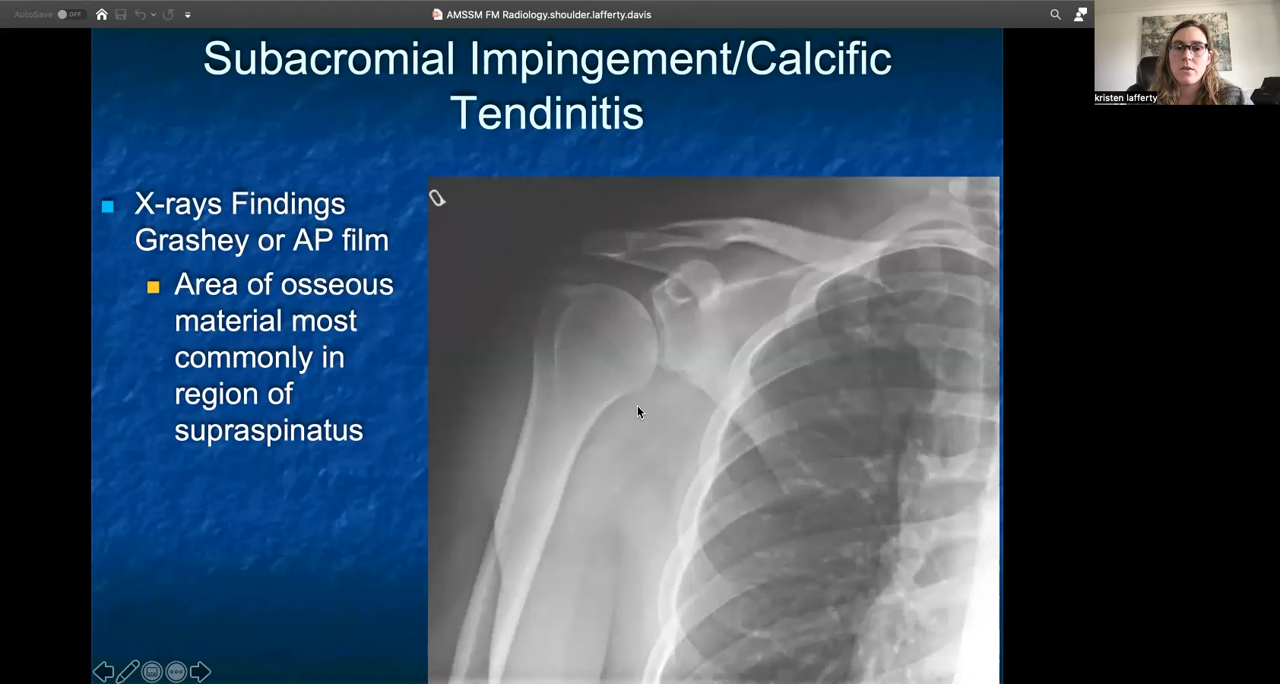 AutoSave OFF
AMSSM FM Radiology.shoulder.lafferty.davis
kristen lafferty
Subacromial Impingement/Calcific
Tendinitis
X-rays Findings
Grashey or AP film
Area of osseous
material most
commonly in
region of
supraspinatus